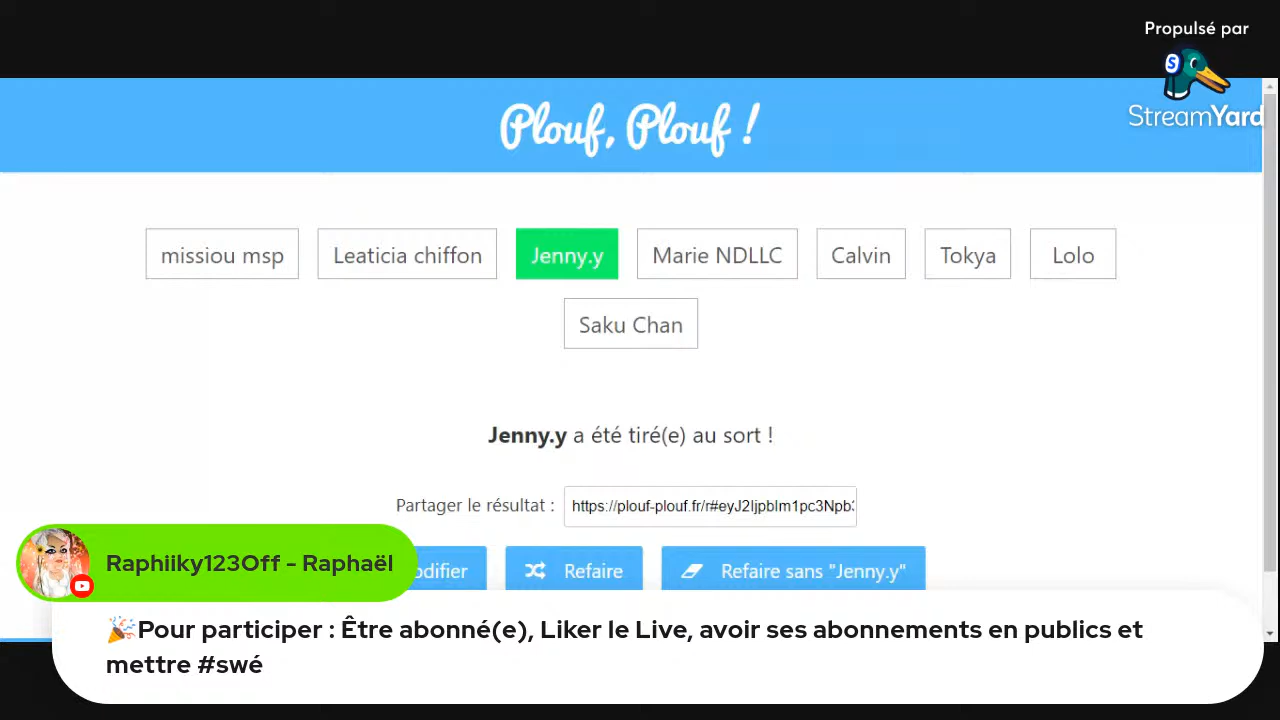 Propulsé par
StreamYard
Plouf, Plouf !
missiou msp
Leaticia chiffon
Jenny.y
Marie NDLLC
Calvin
Tokya
Lolo
Saku Chan
Jenny.y a été tiré(e) au sort !
Partager le résultat :
https://plouf-plouf.fr/r#eyJ2IjpbIm1pc3Npb3
Refaire
Refaire sans "Jenny.y"
Raphiiky123Off - Raphaël
🎉Pour participer : Être abonné(e), Liker le Live, avoir ses abonnements en publics et
mettre #swé